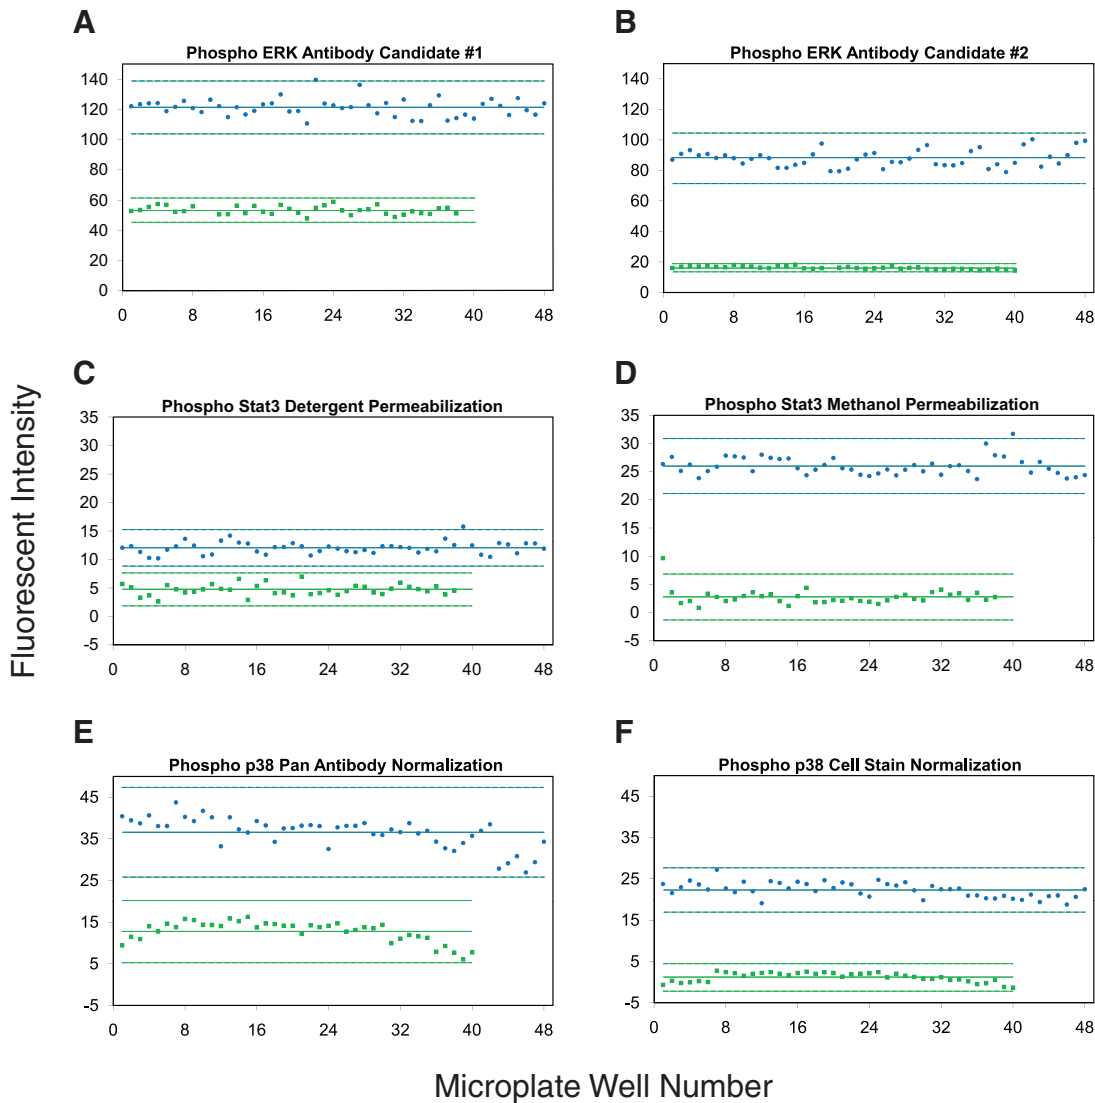 A
Phospho ERK Antibody Candidate #1
140
120
100
80
60
40
20
0
0 8 16 24 32 40 48
B
Phospho ERK Antibody Candidate #2
140
120
100
80
60
40
20
0
0 8 16 24 32 40 48
C
Phospho Stat3 Detergent Permeabilization
35
30
25
20
15
10
5
0
-5
0 8 16 24 32 40 48
D
Phospho Stat3 Methanol Permeabilization
35
30
25
20
15
10
5
0
-5
0 8 16 24 32 40 48
E
Phospho p38 Pan Antibody Normalization
45
35
25
15
5
-5
0 8 16 24 32 40 48
F
Phospho p38 Cell Stain Normalization
45
35
25
15
5
-5
0 8 16 24 32 40 48
Fluorescent Intensity
Microplate Well Number